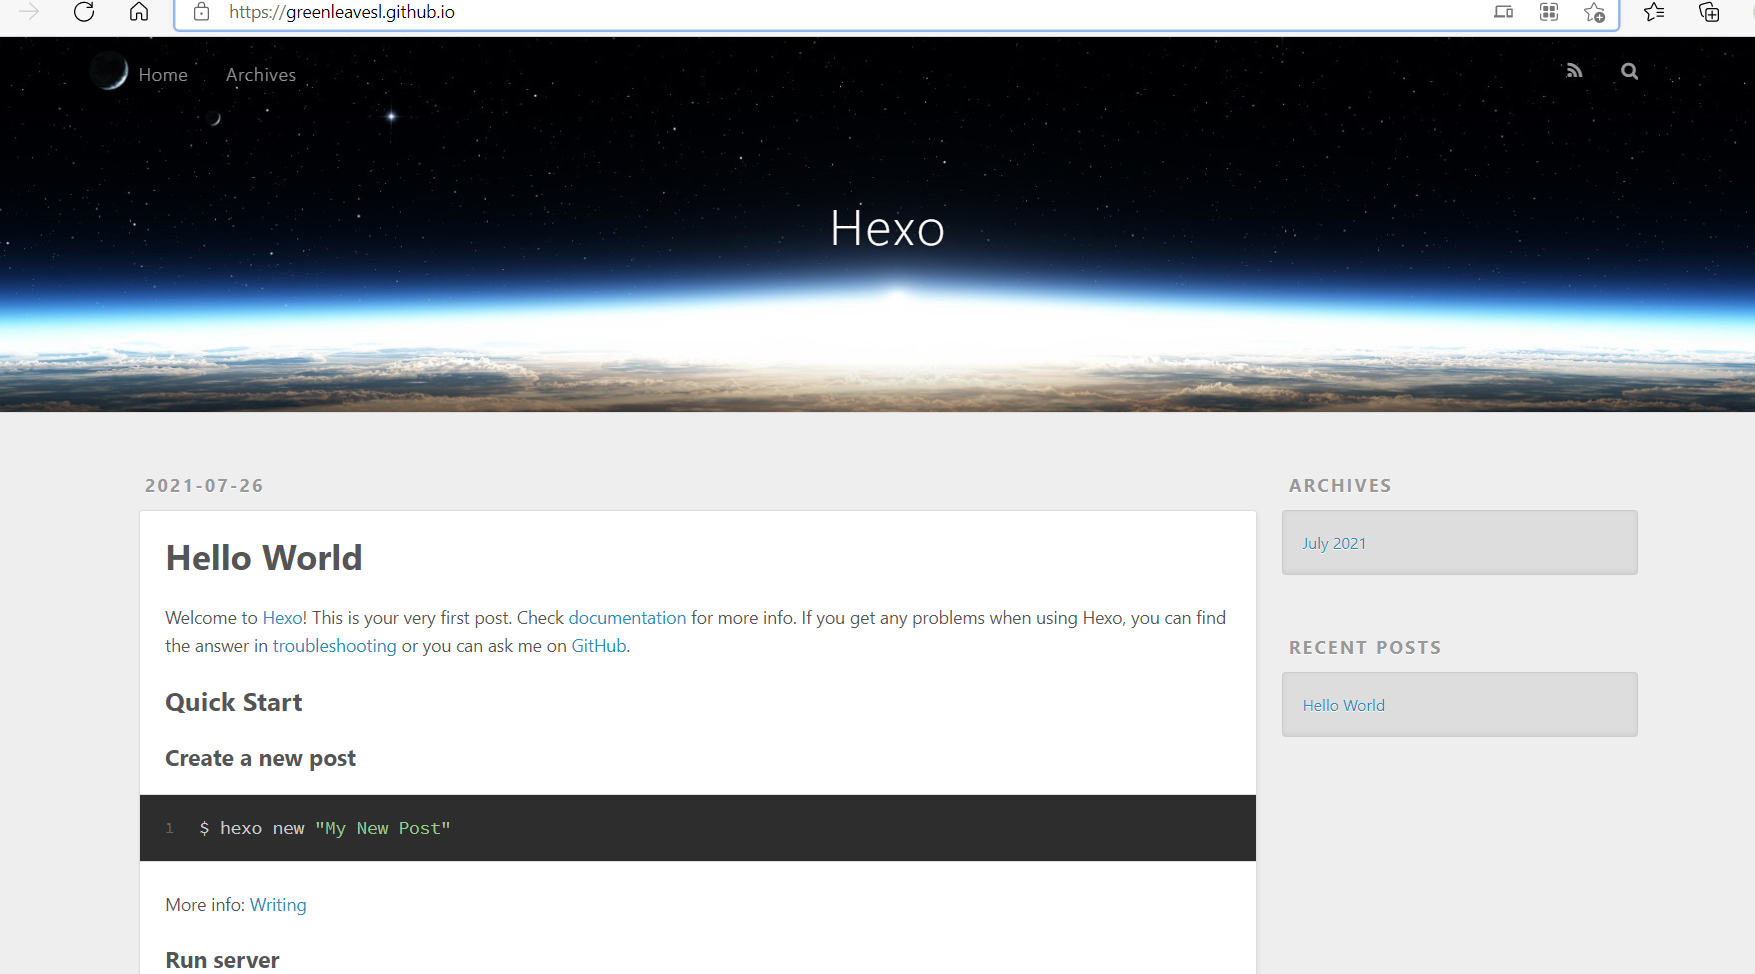 https://greenleavesl.github.io
Home Archives
Hexo
2021-07-26
Hello World
Welcome to Hexo! This is your very first post. Check documentation for more info. If you get any problems when using Hexo, you can find
the answer in troubleshooting or you can ask me on GitHub.
Quick Start
Create a new post
1 $ hexo new "My New Post"
More info: Writing
Run server
ARCHIVES
July 2021
RECENT POSTS
Hello World